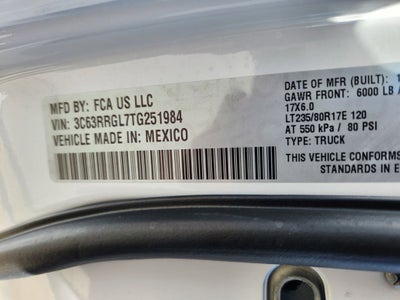 MFD BY: FCA US LLC
VIN: 3C63RRGL7TG251984
VEHICLE MADE IN MEXICO
DATE OF MFR (BUILT):
GAWR FRONT: 6000 LB
17X6.0
LT235/80R17E 120
AT 550 kPa / 80 PSI
TYPE: TRUCK
THIS VEHICLE CONFORMS
STANDARDS IN